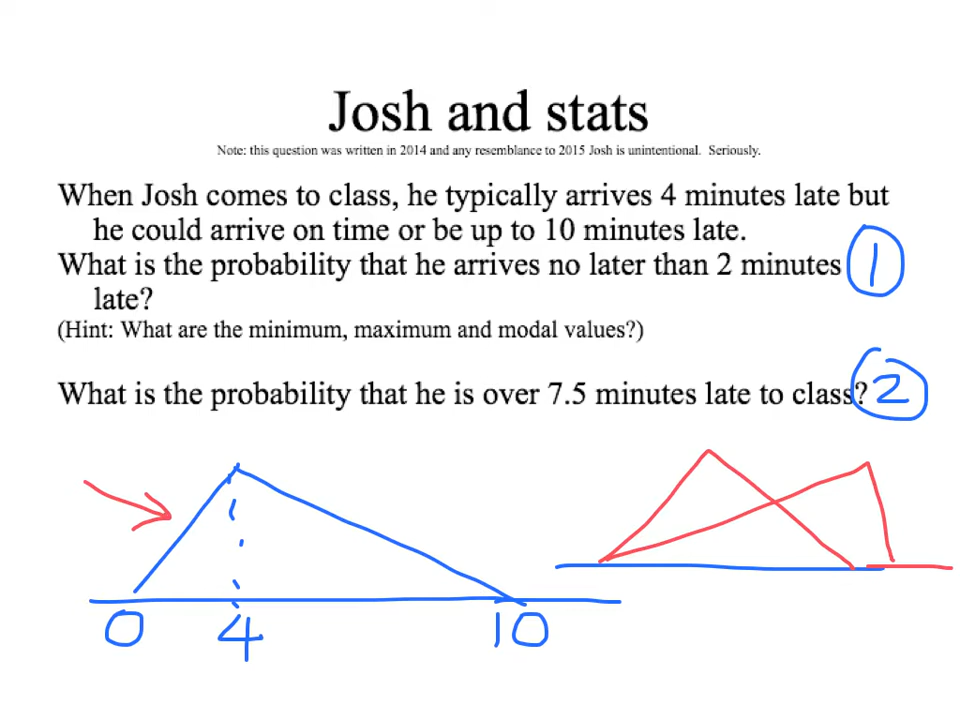 Josh and stats
Note: this question was written in 2014 and any resemblance to 2015 Josh is unintentional. Seriously.
When Josh comes to class, he typically arrives 4 minutes late but
he could arrive on time or be up to 10 minutes late.
What is the probability that he arrives no later than 2 minutes
late?
1
(Hint: What are the minimum, maximum and modal values?)
What is the probability that he is over 7.5 minutes late to class?
2
0 4 10